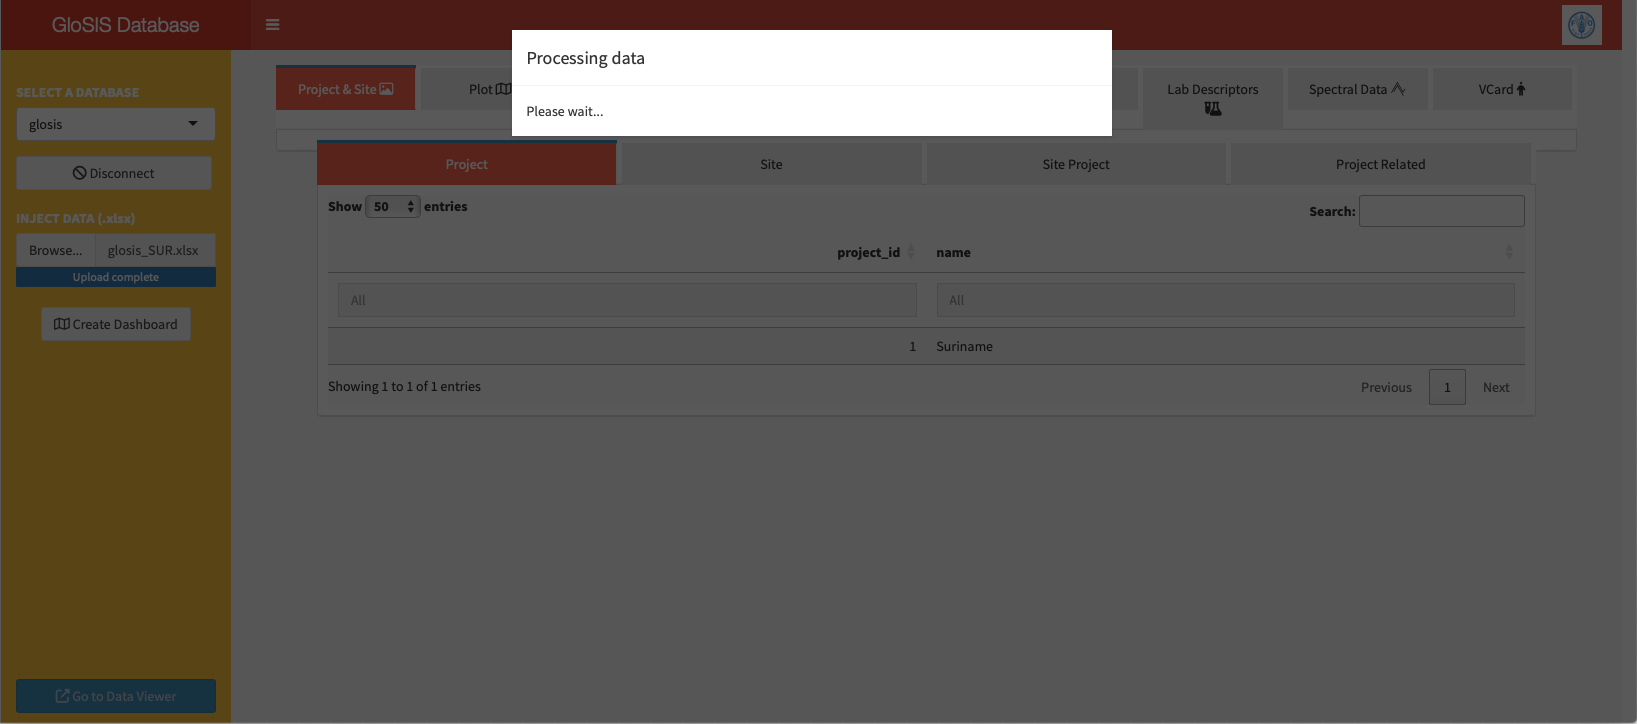 GloSIS Database
Processing data
Please wait...
SELECT A DATABASE
glosis
Disconnect
INJECT DATA (.xlsx)
Browse... glosis_SUR.xlsx
Upload complete
Create Dashboard
Go to Data Viewer
Project & Site
Plot
Lab Descriptors
Spectral Data
VCard
Project
Site
Site Project
Project Related
Show 50 entries
Search:
project_id name
All All
1 Suriname
Showing 1 to 1 of 1 entries
Previous 1 Next